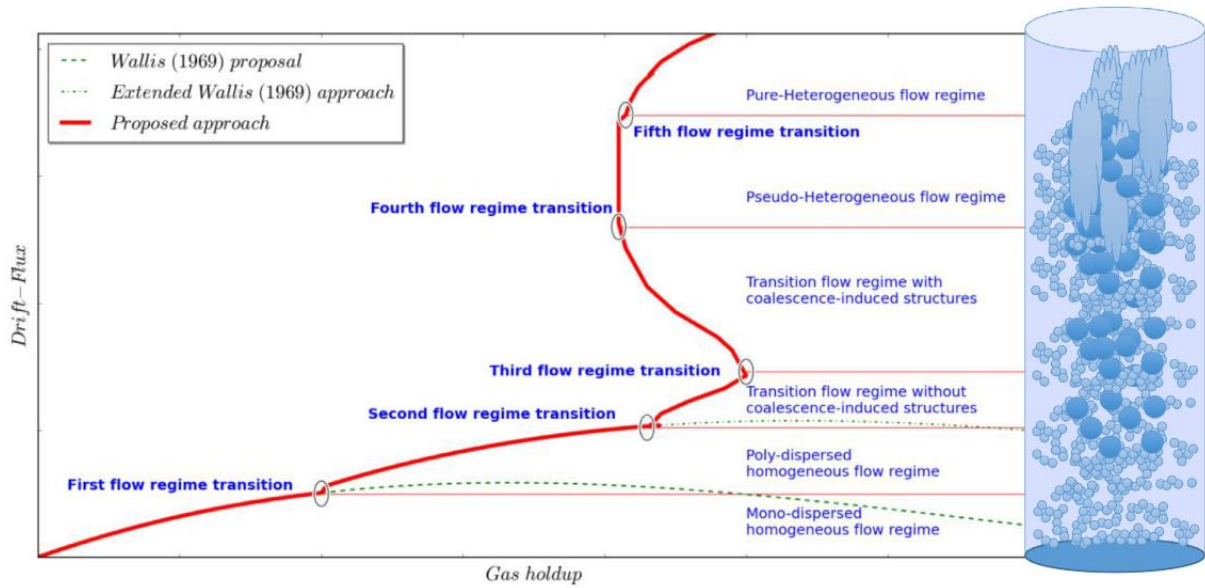 Wallis (1969) proposal
Extended Wallis (1969) approach
Proposed approach
Pure-Heterogeneous flow regime
Fifth flow regime transition
Pseudo-Heterogeneous flow regime
Fourth flow regime transition
Transition flow regime with
coalescence-induced structures
Third flow regime transition
Transition flow regime without
coalescence-induced structures
Second flow regime transition
Poly-dispersed
homogeneous flow regime
First flow regime transition
Mono-dispersed
homogeneous flow regime
Drift-Flux
Gas holdup